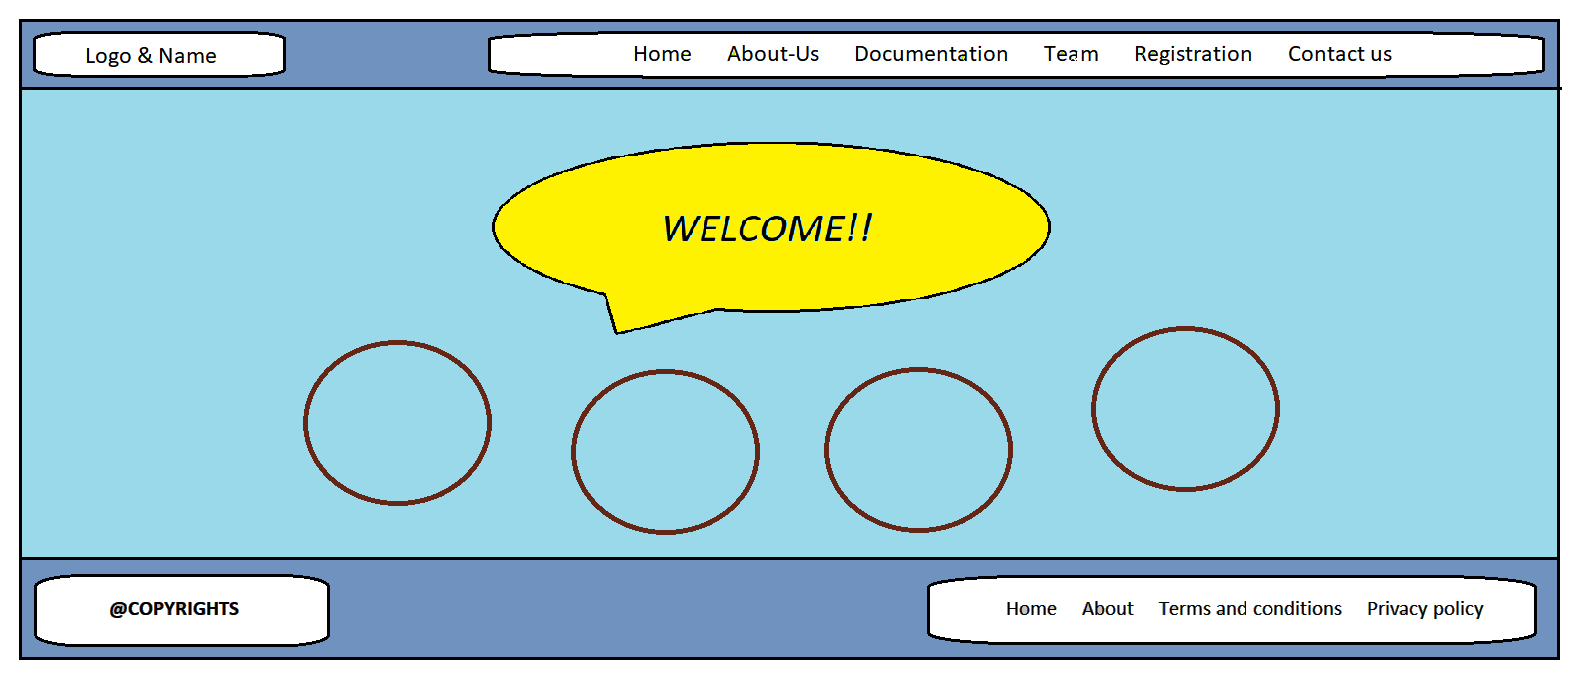 Logo & Name
Home About-Us Documentation Team Registration Contact us
WELCOME!!
@COPYRIGHTS
Home About Terms and conditions Privacy policy